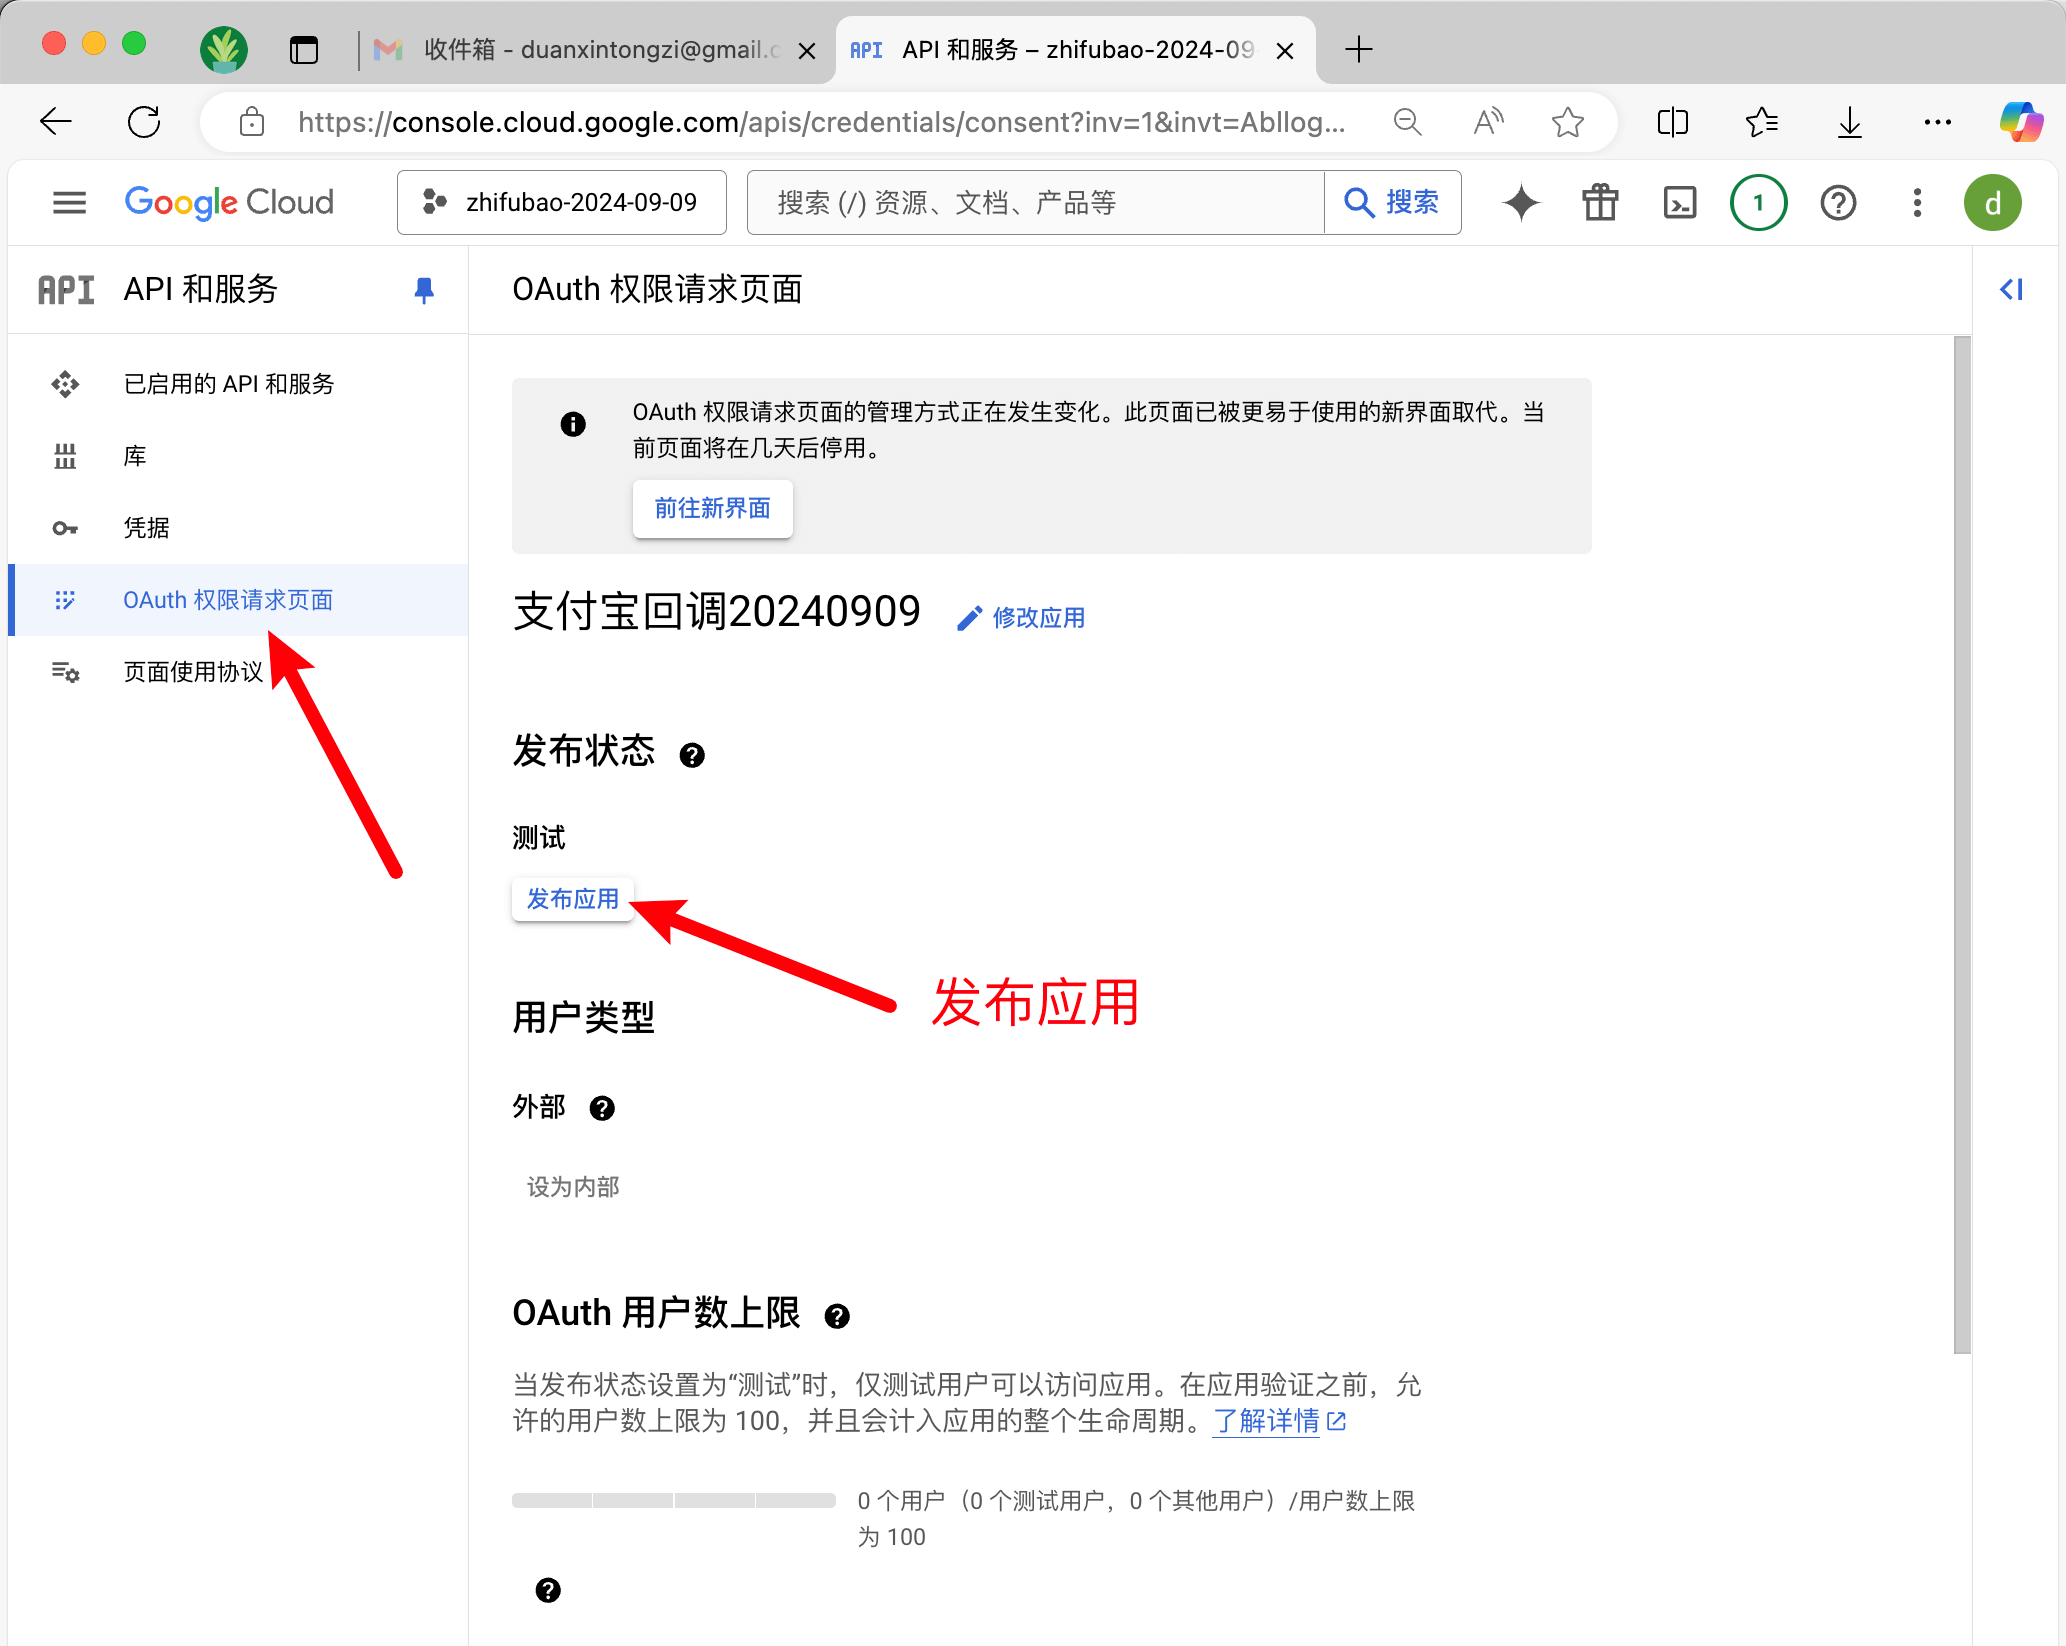 收件箱 - duanxintongzi@gmail.c
API API 和服务 – zhifubao-2024-09
https://console.cloud.google.com/apis/credentials/consent?inv=1&invt=Abllog...
Google Cloud
zhifubao-2024-09-09
搜索 (/) 资源、文档、产品等
搜索
1
d
API API 和服务
OAuth 权限请求页面
已启用的 API 和服务
库
凭据
OAuth 权限请求页面
页面使用协议
OAuth 权限请求页面的管理方式正在发生变化。此页面已被更易于使用的新界面取代。当
前页面将在几天后停用。
前往新界面
支付宝回调20240909
修改应用
发布状态
测试
发布应用
发布应用
用户类型
外部
设为内部
OAuth 用户数上限
当发布状态设置为“测试”时，仅测试用户可以访问应用。在应用验证之前，允
许的用户数上限为 100，并且会计入应用的整个生命周期。了解详情
0 个用户（0 个测试用户，0 个其他用户）/用户数上限
为 100